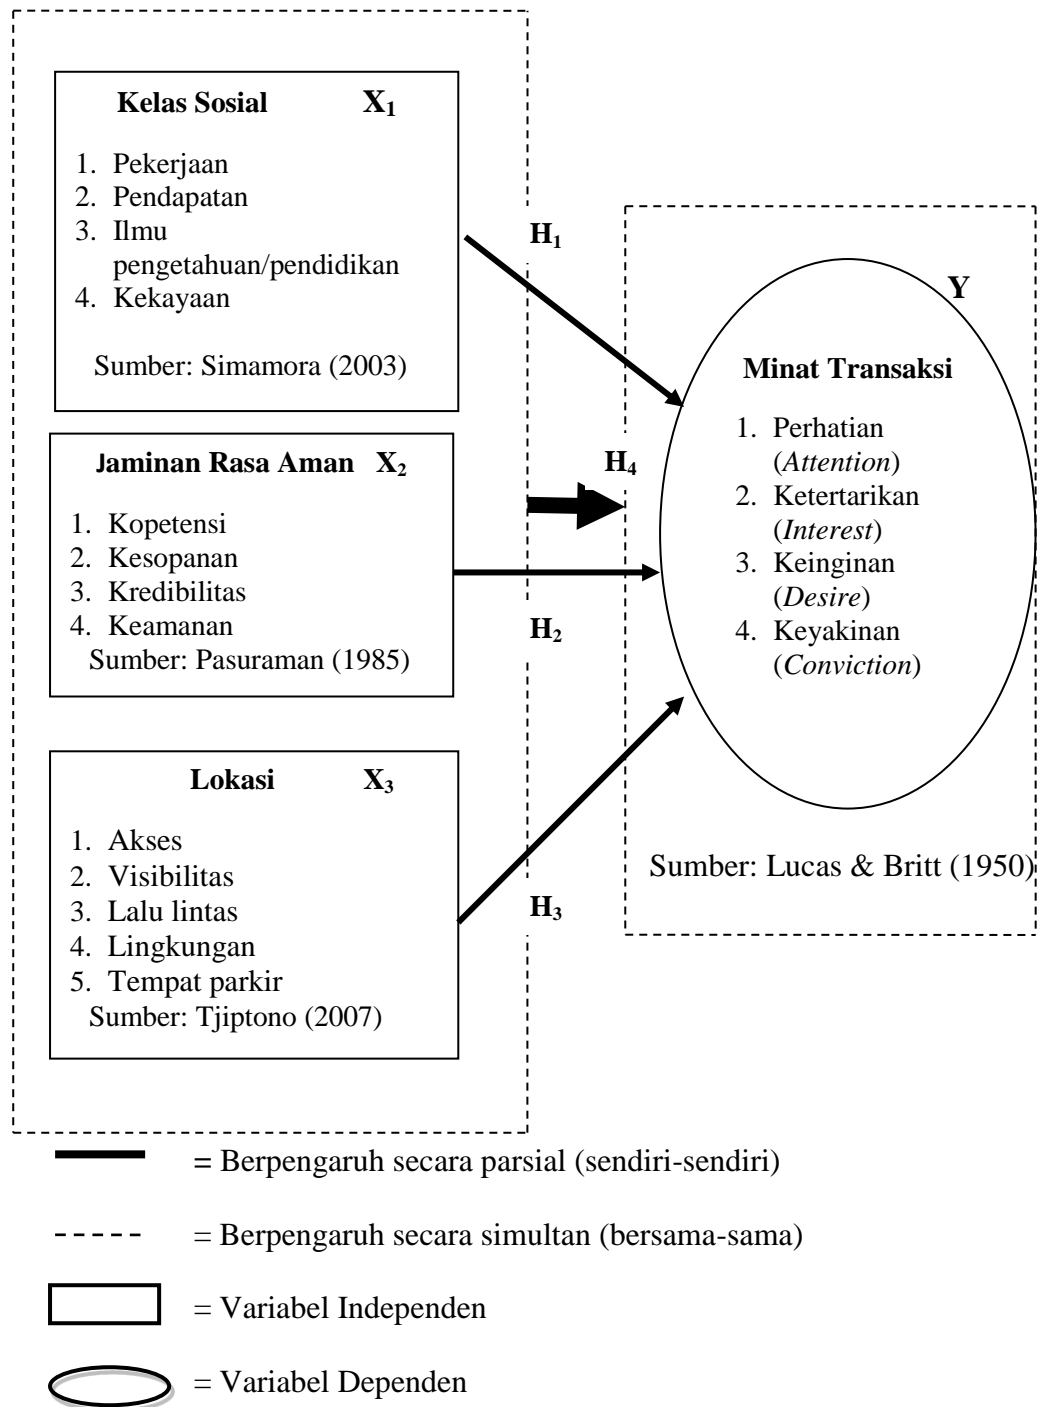 Kelas Sosial X₁
1. Pekerjaan
2. Pendapatan
3. Ilmu
pengetahuan/pendidikan
4. Kekayaan
Sumber: Simamora (2003)
Jaminan Rasa Aman X₂
1. Kopetensi
2. Kesopanan
3. Kredibilitas
4. Keamanan
Sumber: Pasuraman (1985)
Lokasi X₃
1. Akses
2. Visibilitas
3. Lalu lintas
4. Lingkungan
5. Tempat parkir
Sumber: Tjiptono (2007)
H₁
H₄
H₂
H₃
Y
Minat Transaksi
1. Perhatian
(Attention)
2. Ketertarikan
(Interest)
3. Keinginan
(Desire)
4. Keyakinan
(Conviction)
Sumber: Lucas & Britt (1950)
= Berpengaruh secara parsial (sendiri-sendiri)
= Berpengaruh secara simultan (bersama-sama)
= Variabel Independen
= Variabel Dependen